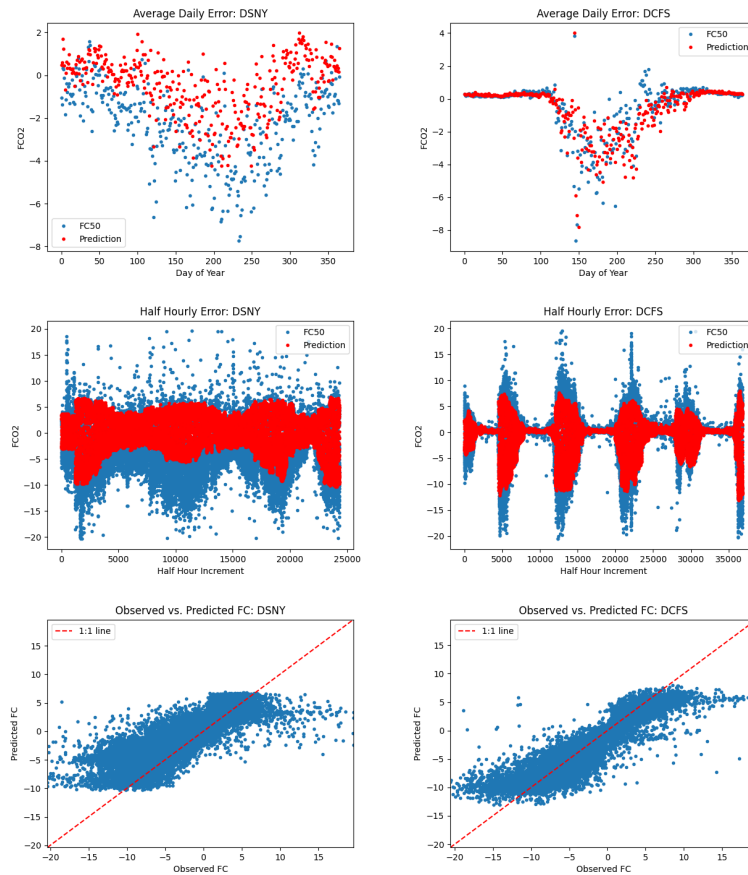 Average Daily Error: DSNY
2
0
−2
−4
−6
−8
FCO2
FC50
Prediction
0 50 100 150 200 250 300 350
Day of Year
Average Daily Error: DCFS
4
2
0
−2
−4
−6
−8
FCO2
FC50
Prediction
0 50 100 150 200 250 300 350
Day of Year
Half Hourly Error: DSNY
20
15
10
5
0
−5
−10
−15
−20
FCO2
FC50
Prediction
0 5000 10000 15000 20000 25000
Half Hour Increment
Half Hourly Error: DCFS
20
15
10
5
0
−5
−10
−15
−20
FCO2
FC50
Prediction
0 5000 10000 15000 20000 25000 30000 35000
Half Hour Increment
Observed vs. Predicted FC: DSNY
15
10
5
0
−5
−10
−15
−20
Predicted FC
1:1 line
−20 −15 −10 −5 0 5 10 15
Observed FC
Observed vs. Predicted FC: DCFS
15
10
5
0
−5
−10
−15
−20
Predicted FC
1:1 line
−20 −15 −10 −5 0 5 10 15
Observed FC